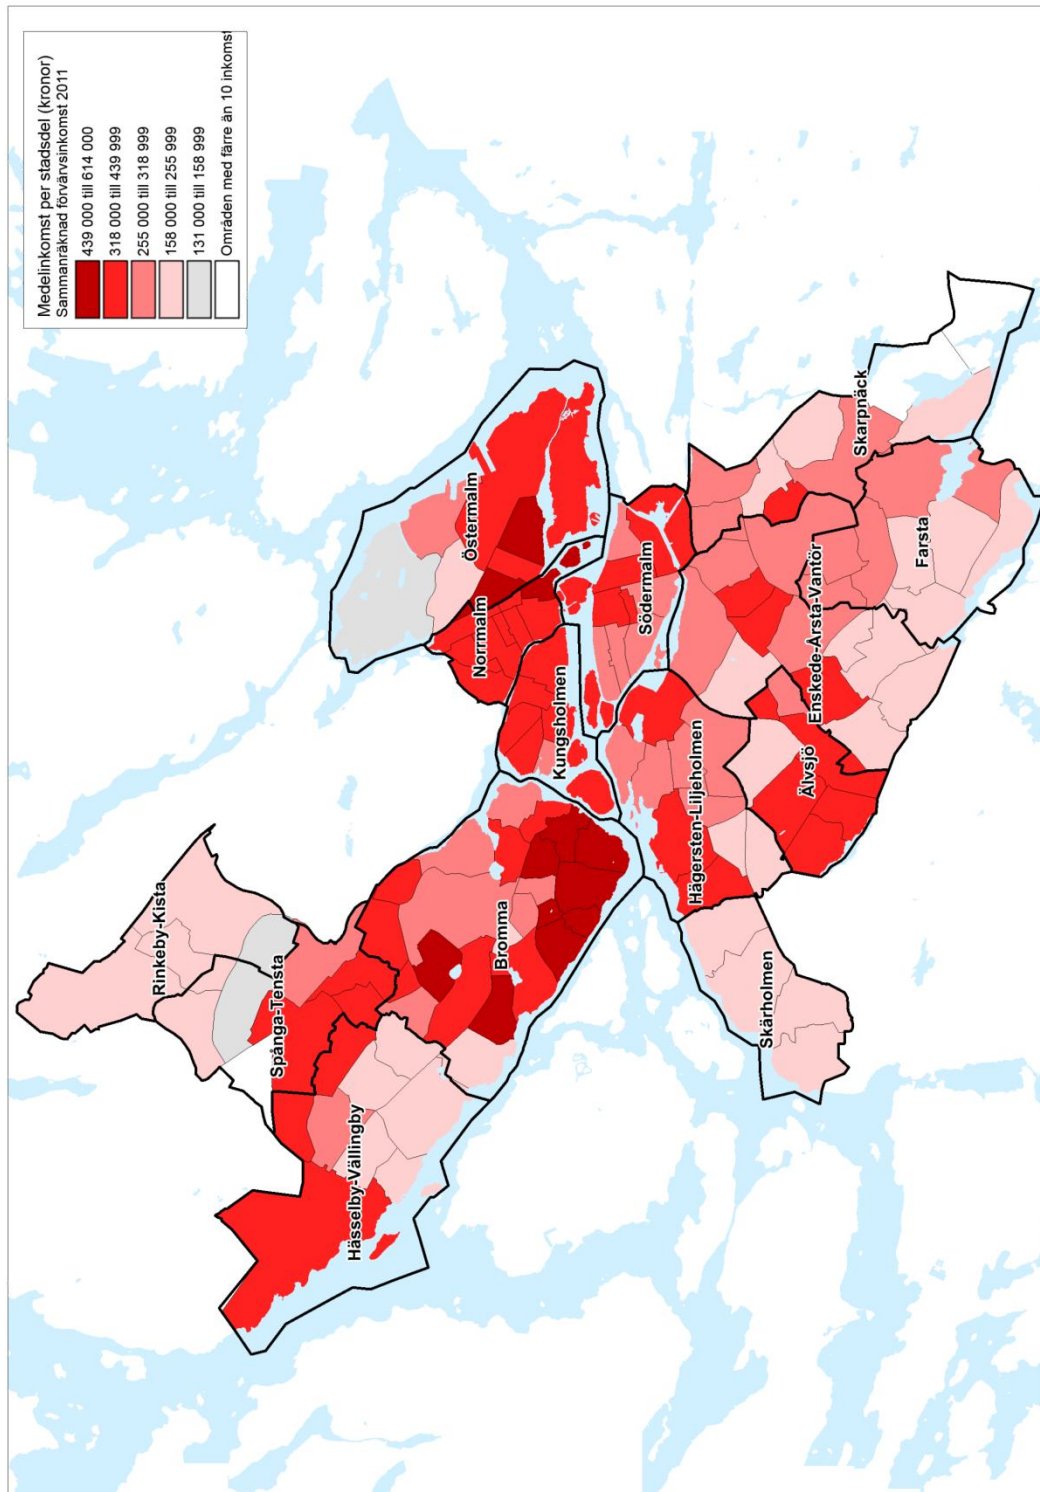 Medelinkomst per stadsdel (kronor)
Sammanräknad förvärvsinkomst 2011
439 000 till 614 000
318 000 till 439 999
255 000 till 318 999
158 000 till 255 999
131 000 till 158 999
Områden med färre än 10 inkomst
Rinkeby-Kista
Spånga-Tensta
Hässelby-Vällingby
Bromma
Kungsholmen
Norrmalm
Östermalm
Södermalm
Skärholmen
Hägersten-Liljeholmen
Älvsjö
Enskede-Årsta-Vantör
Farsta
Skarpnäck